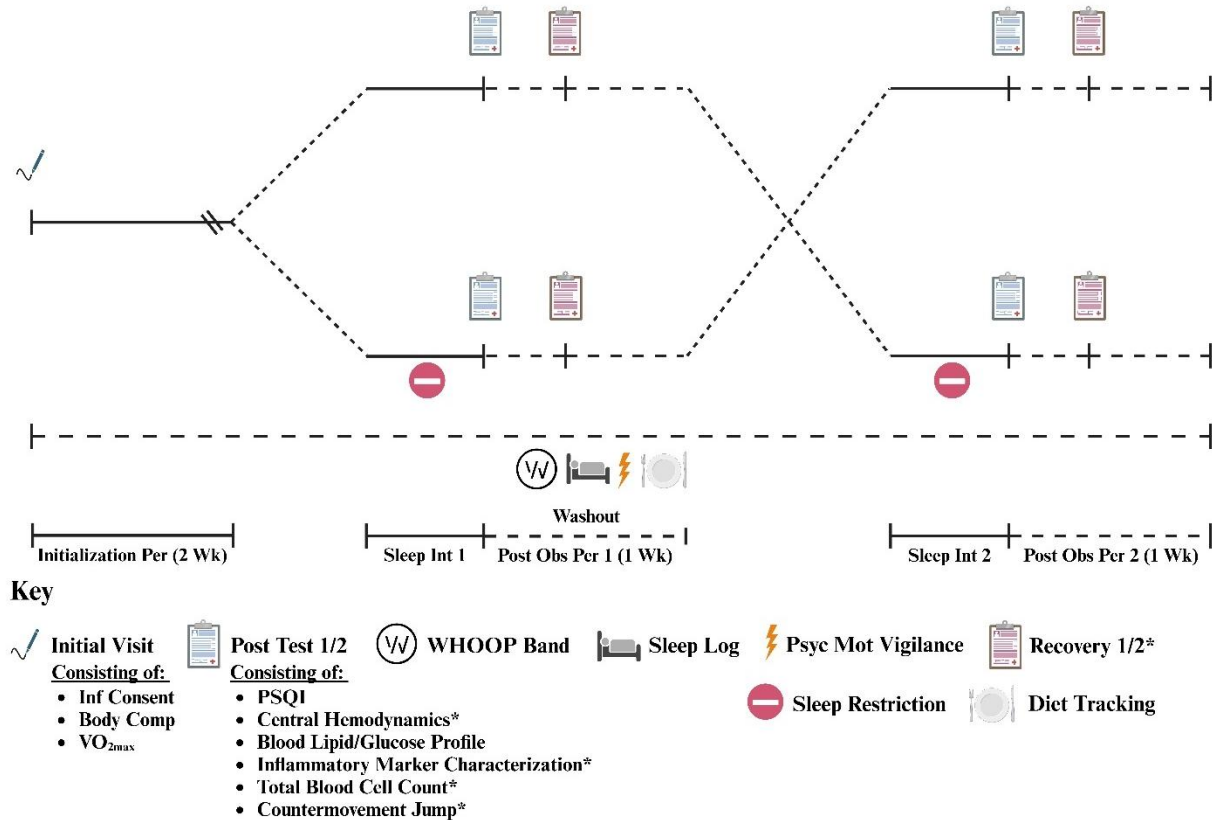 Washout
Initialization Per (2 Wk)
Sleep Int 1
Post Obs Per 1 (1 Wk)
Sleep Int 2
Post Obs Per 2 (1 Wk)
Key
Initial Visit
Consisting of:
• Inf Consent
• Body Comp
• VO2max
Post Test 1/2
Consisting of:
• PSQI
• Central Hemodynamics*
• Blood Lipid/Glucose Profile
• Inflammatory Marker Characterization*
• Total Blood Cell Count*
• Countermovement Jump*
WHOOP Band
Sleep Log
Psyc Mot Vigilance
Recovery 1/2*
Sleep Restriction
Diet Tracking